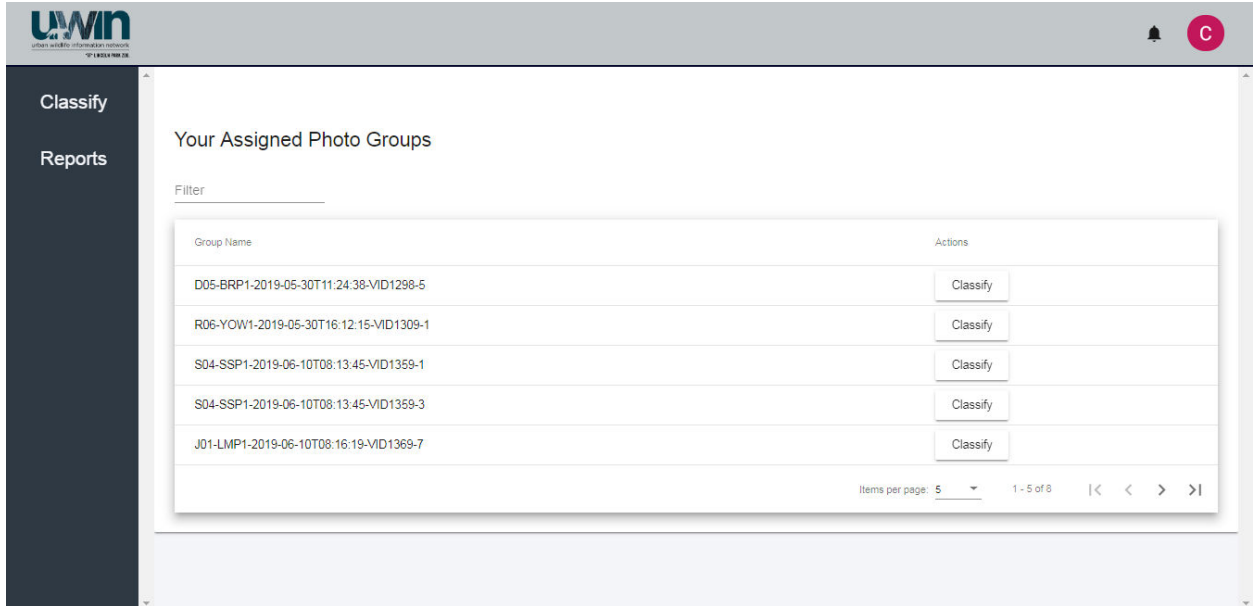 UWIN
urban wildlife information network
LINCOLN PARK ZOO
C
Classify
Reports
Your Assigned Photo Groups
Filter
Group Name Actions
D05-BRP1-2019-05-30T11:24:38-VID1298-5 Classify
R06-YOW1-2019-05-30T16:12:15-VID1309-1 Classify
S04-SSP1-2019-06-10T08:13:45-VID1359-1 Classify
S04-SSP1-2019-06-10T08:13:45-VID1359-3 Classify
J01-LMP1-2019-06-10T08:16:19-VID1369-7 Classify
Items per page: 5 1 - 5 of 8